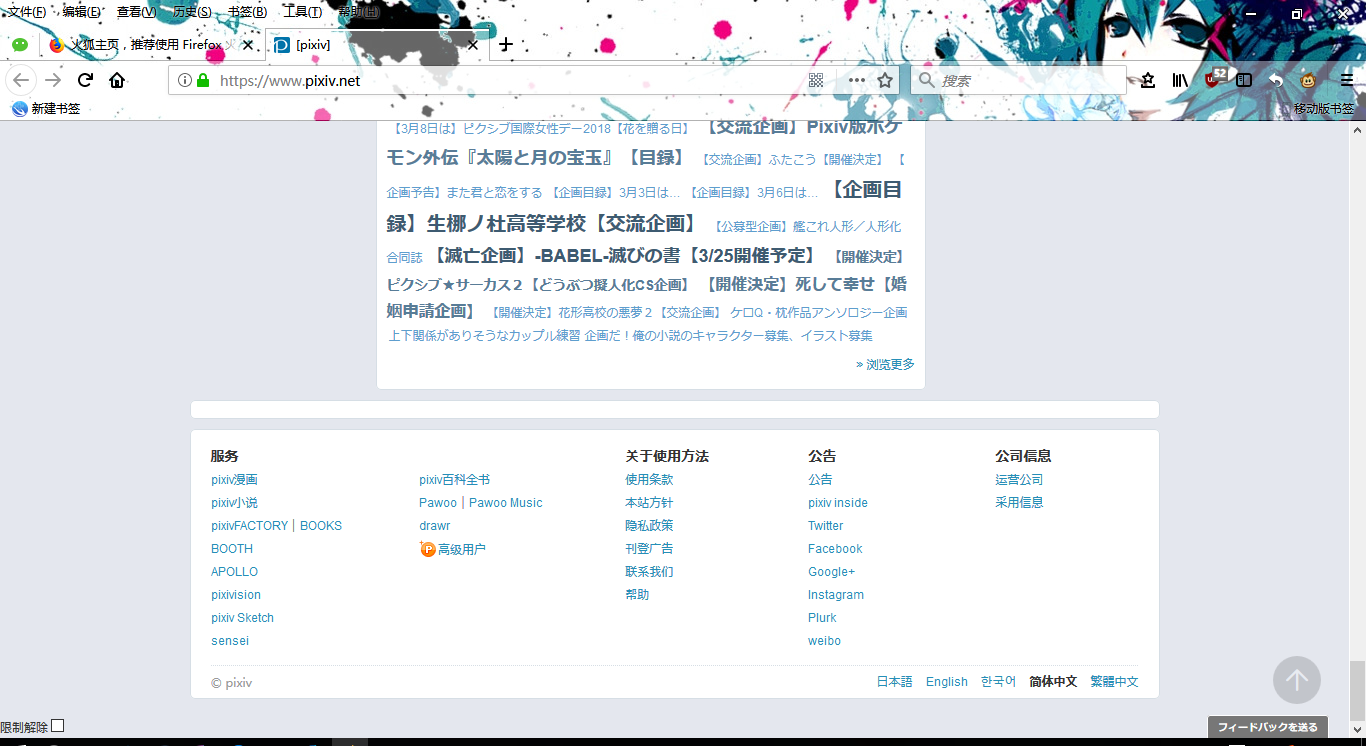 文件(F) 编辑(E) 查看(V) 历史(S) 书签(B) 工具(T) 帮助(H)
火狐主页，推荐使用 Firefox 火 [pixiv]
https://www.pixiv.net 搜索 52
新建书签 移动版书签
【3月8日は】ピクシブ国際女性デー2018【花を贈る日】 【交流企画】Pixiv版ポケ
モン外伝『太陽と月の宝玉』【目録】 【交流企画】ふたこう【開催決定】 【
企画予告】また君と恋をする 【企画目録】3月3日は... 【企画目録】3月6日は... 【企画目
録】生梛ノ杜高等学校【交流企画】 【公募型企画】艦これ人形／人形化
合同誌 【滅亡企画】-BABEL-滅びの書【3/25開催予定】 【開催決定】
ピクシブ★サーカス２【どうぶつ擬人化CS企画】 【開催決定】死して幸せ【婚
姻申請企画】 【開催決定】花形高校の悪夢２【交流企画】 ケロQ・枕作品アンソロジー企画
上下関係がありそうなカップル練習 企画だ！俺の小説のキャラクター募集、イラスト募集
» 浏览更多
服务 关于使用方法 公告 公司信息
pixiv漫画 pixiv百科全书 使用条款 公告 运营公司
pixiv小说 Pawoo｜Pawoo Music 本站方针 pixiv inside 采用信息
pixivFACTORY｜BOOKS drawr 隐私政策 Twitter
BOOTH 高级用户 刊登广告 Facebook
APOLLO 联系我们 Google+
pixivision 帮助 Instagram
pixiv Sketch Plurk
sensei weibo
© pixiv 日本語 English 한국어 简体中文 繁體中文
限制解除 フィードバックを送る